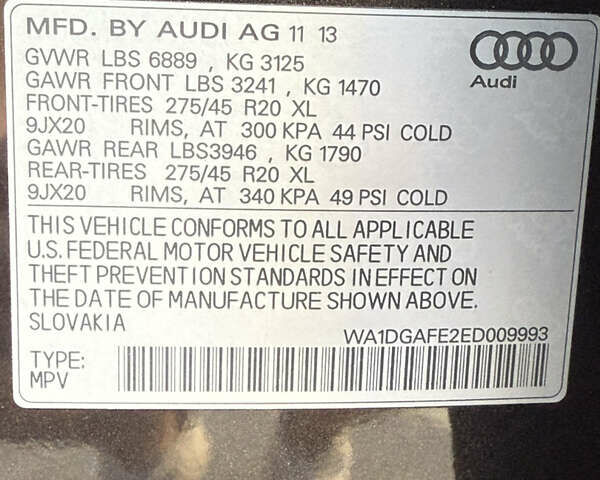 MFD. BY AUDI AG 11 13
GVWR LBS 6889 , KG 3125
GAWR FRONT LBS 3241 , KG 1470
Audi
FRONT-TIRES 275/45 R20 XL
9JX20 RIMS, AT 300 KPA 44 PSI COLD
GAWR REAR LBS3946 , KG 1790
REAR-TIRES 275/45 R20 XL
9JX20 RIMS, AT 340 KPA 49 PSI COLD
THIS VEHICLE CONFORMS TO ALL APPLICABLE
U.S. FEDERAL MOTOR VEHICLE SAFETY AND
THEFT PREVENTION STANDARDS IN EFFECT ON
THE DATE OF MANUFACTURE SHOWN ABOVE.
SLOVAKIA
WA1DGAFE2ED009993
TYPE:
MPV